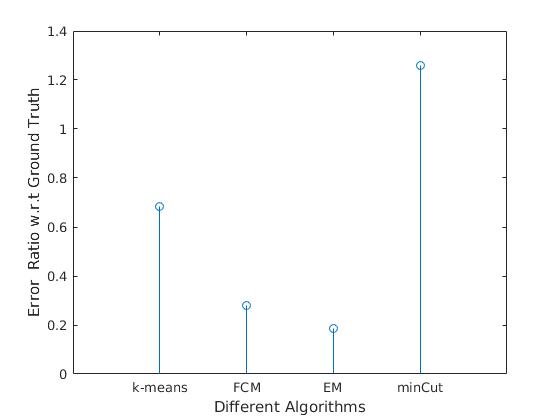 1.4
1.2
1
0.8
0.6
0.4
0.2
0
Error Ratio w.r.t Ground Truth
k-means FCM EM minCut
Different Algorithms